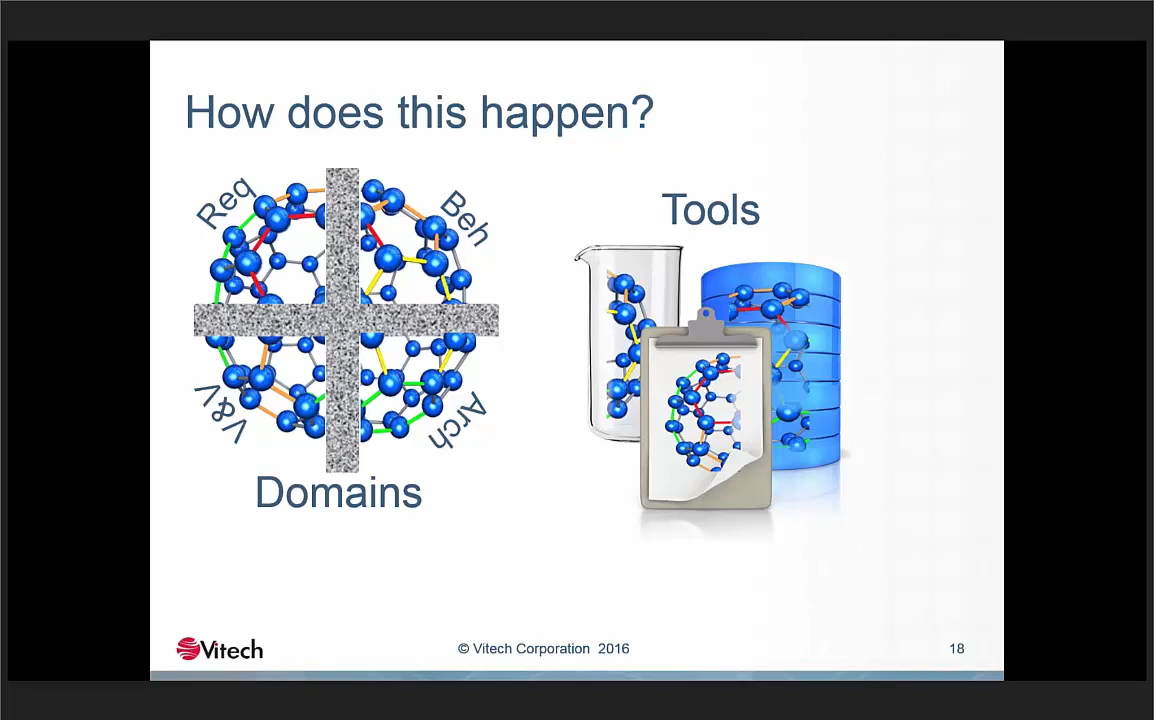 How does this happen?
Req
Beh
V&V
Arch
Domains
Tools
Vitech
© Vitech Corporation 2016
18